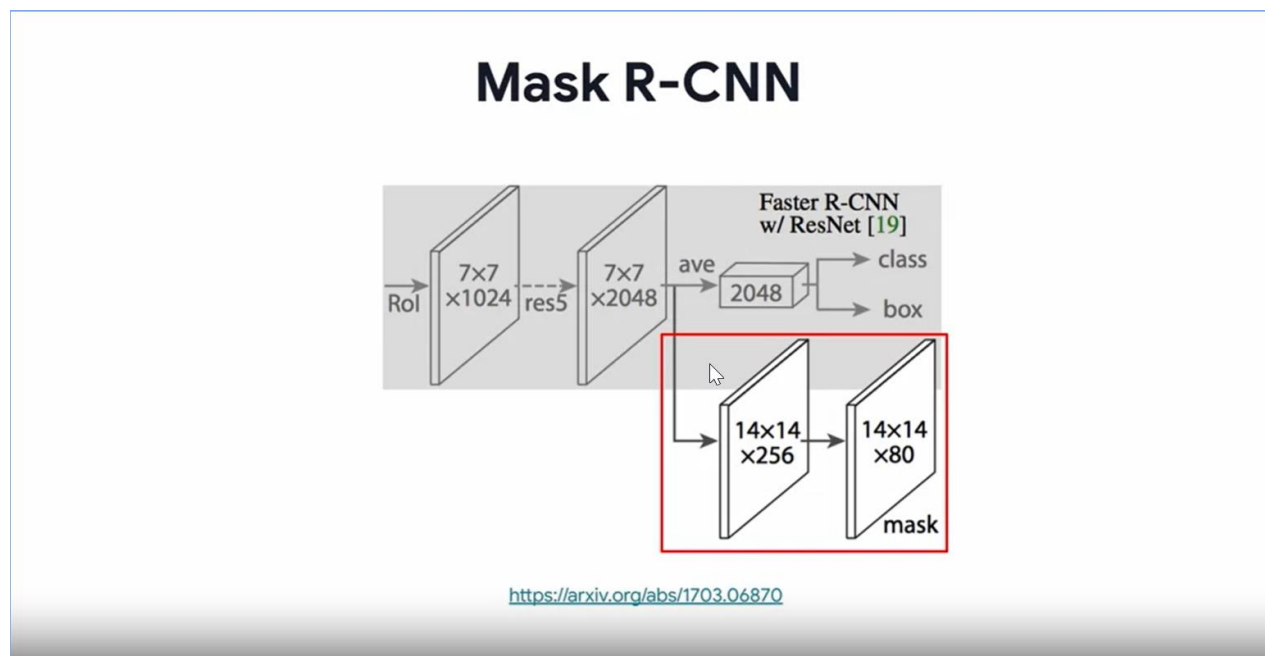 Mask R-CNN
Faster R-CNN
w/ ResNet [19]
RoI
7×7
×1024
res5
7×7
×2048
ave
2048
class
box
14×14
×256
14×14
×80
mask
https://arxiv.org/abs/1703.06870